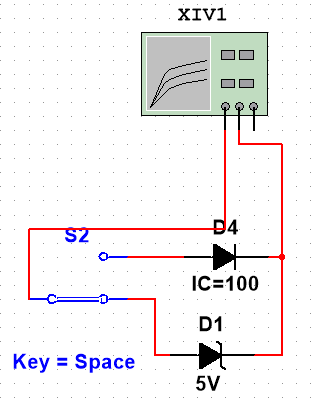 XIV1
S2
D4
IC=100
D1
Key = Space
5V